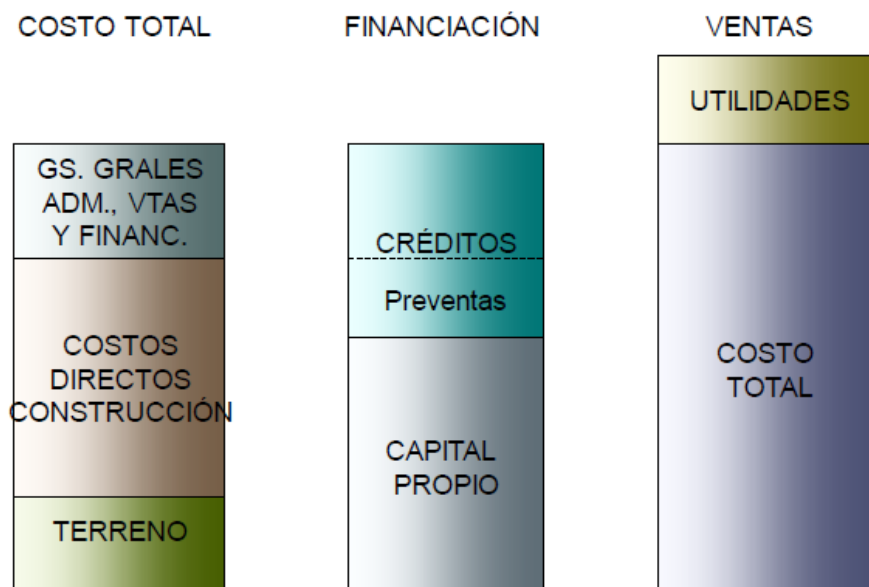 COSTO TOTAL
GS. GRALES
ADM., VTAS
Y FINANC.
COSTOS
DIRECTOS
CONSTRUCCIÓN
TERRENO
FINANCIACIÓN
CRÉDITOS
Preventas
CAPITAL
PROPIO
VENTAS
UTILIDADES
COSTO
TOTAL